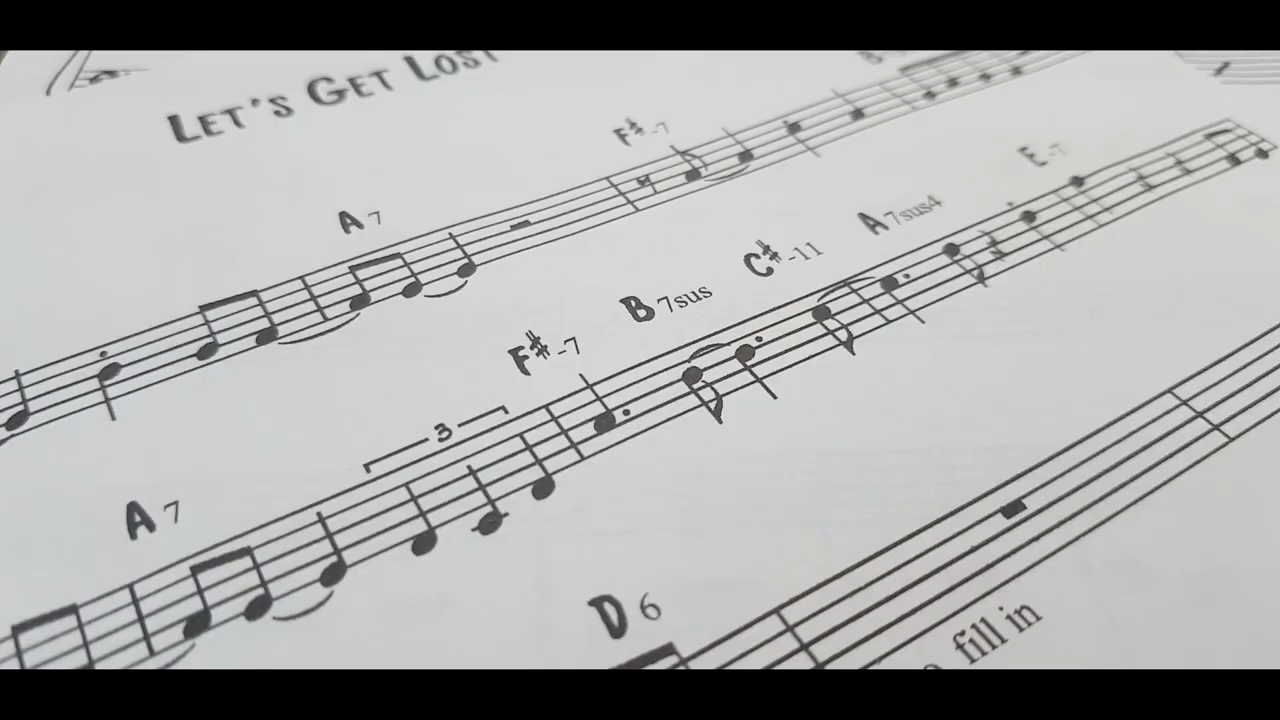 LET'S GET LOST
A7 F#-7
F#-7 B7sus C#-11 A7sus4 E-7
3
A7
D6
fill in